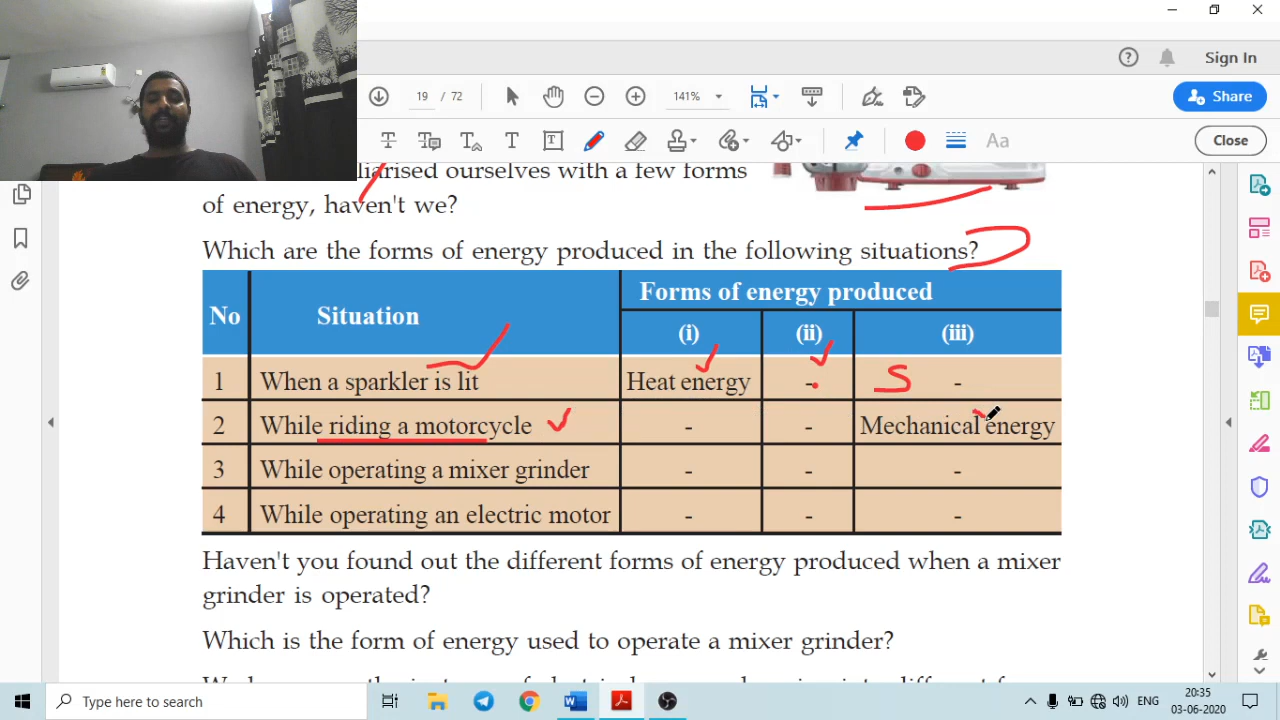 Sign In
19 / 72
141%
Share
T
T
T
T
T
Aa
Close
liarised ourselves with a few forms
of energy, haven't we?
Which are the forms of energy produced in the following situations?
No Situation Forms of energy produced
(i) (ii) (iii)
1 When a sparkler is lit Heat energy - S -
2 While riding a motorcycle - - Mechanical energy
3 While operating a mixer grinder - - -
4 While operating an electric motor - - -
Haven't you found out the different forms of energy produced when a mixer
grinder is operated?
Which is the form of energy used to operate a mixer grinder?
Type here to search
ENG
20:35
03-06-2020